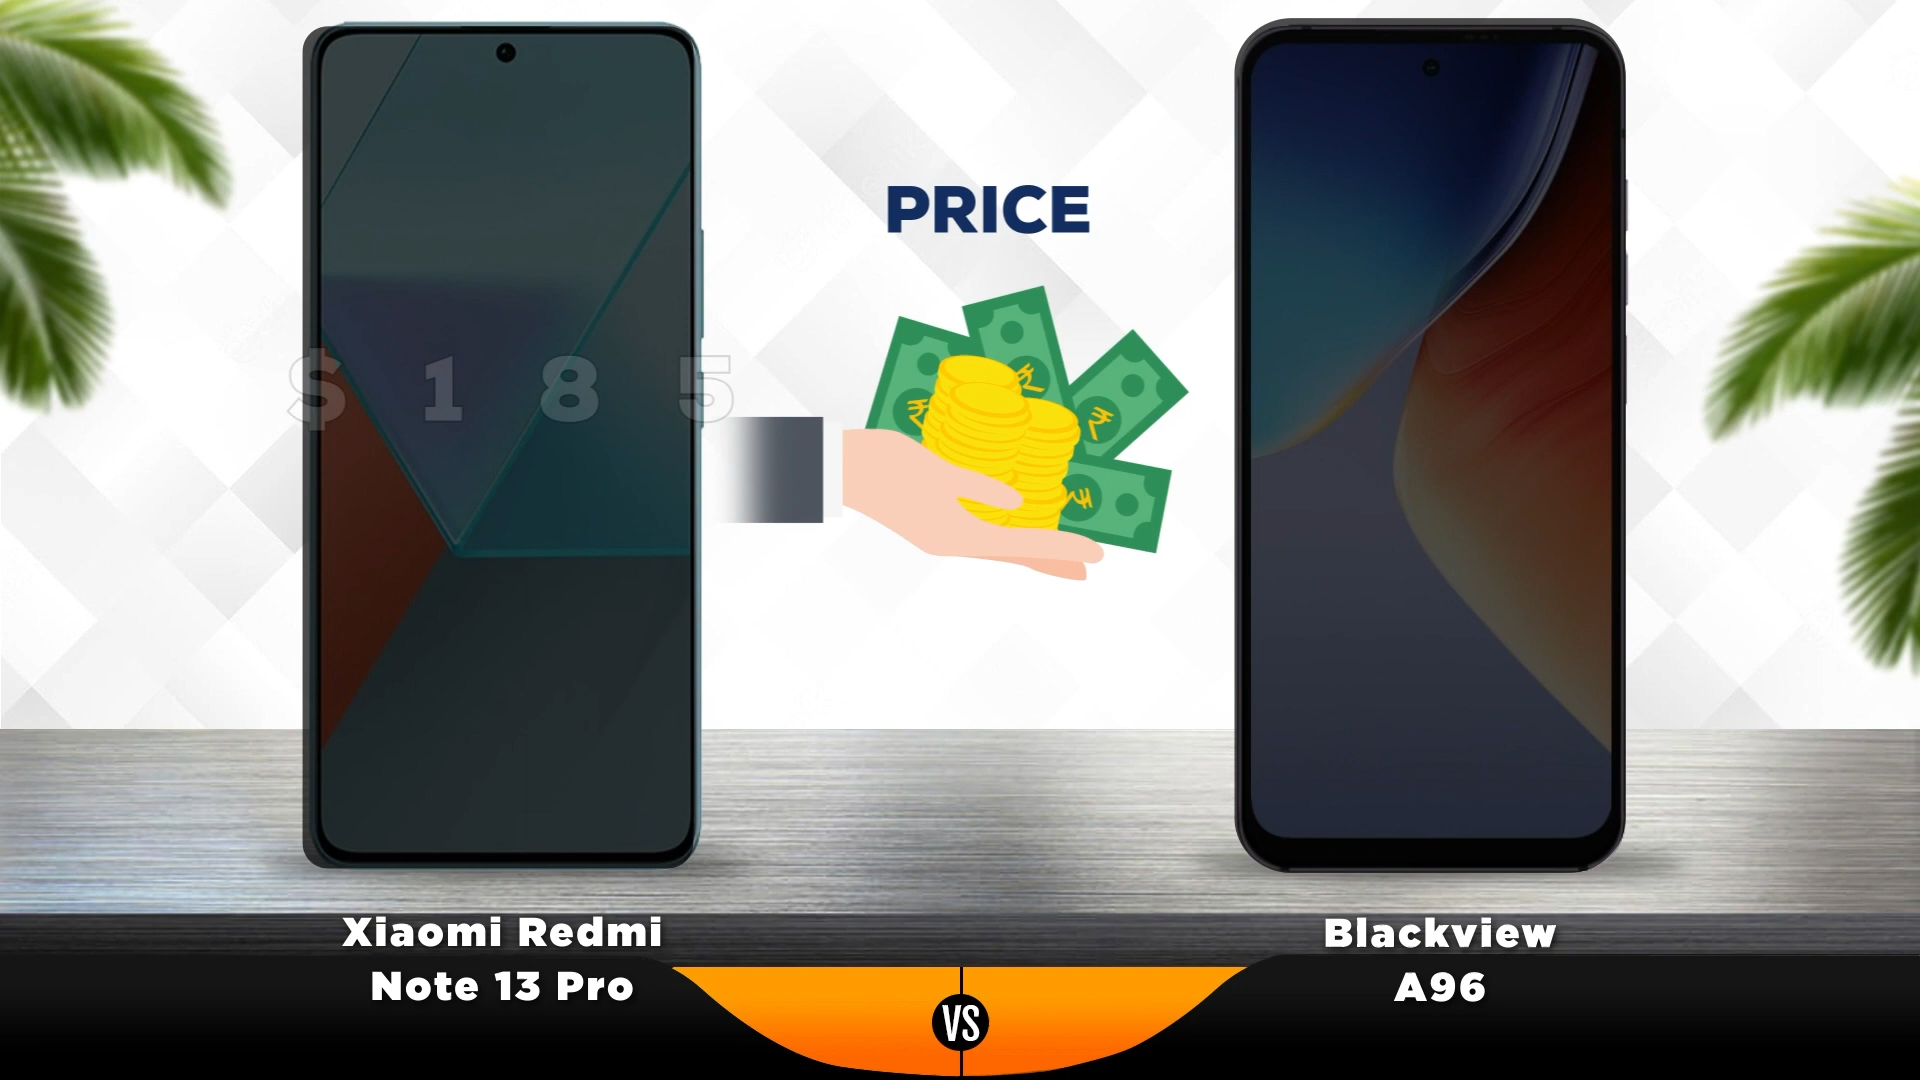 PRICE
$ 1 8 5
₹
₹
₹
₹
Xiaomi Redmi
Note 13 Pro
Blackview
A96
VS